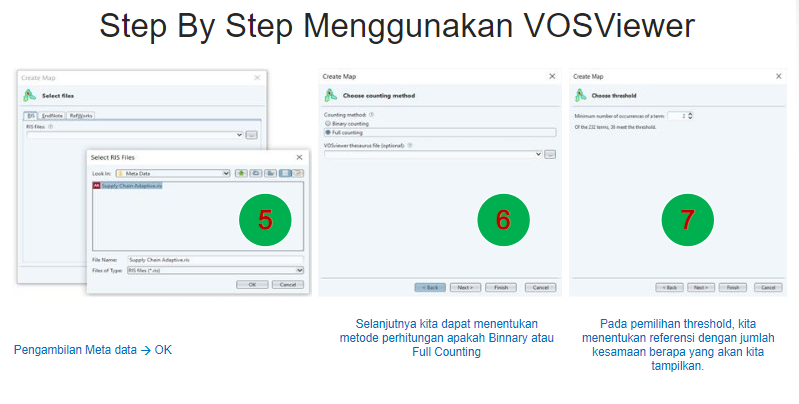 Step By Step Menggunakan VOSViewer
Create Map
Select files
RIS EndNote RefWorks
RIS Files:
Select RIS Files
Look In: Meta Data
Supply Chain Adaptive.ris
5
File Name: Supply Chain Adaptive.ris
Files of Type: RIS files (*.ris)
OK Cancel
Pengambilan Meta data → OK
Create Map
Choose counting method
Counting method:
Binary counting
Full counting
VOSviewer thesaurus file (optional):
6
< Back Next > Finish Cancel
Selanjutnya kita dapat menentukan
metode perhitungan apakah Binnary atau
Full Counting
Create Map
Choose threshold
Minimum number of occurrences of a term: 2
Of the 232 terms, 39 meet the threshold.
7
< Back Next > Finish Cancel
Pada pemilihan threshold, kita
menentukan referensi dengan jumlah
kesamaan berapa yang akan kita
tampilkan.